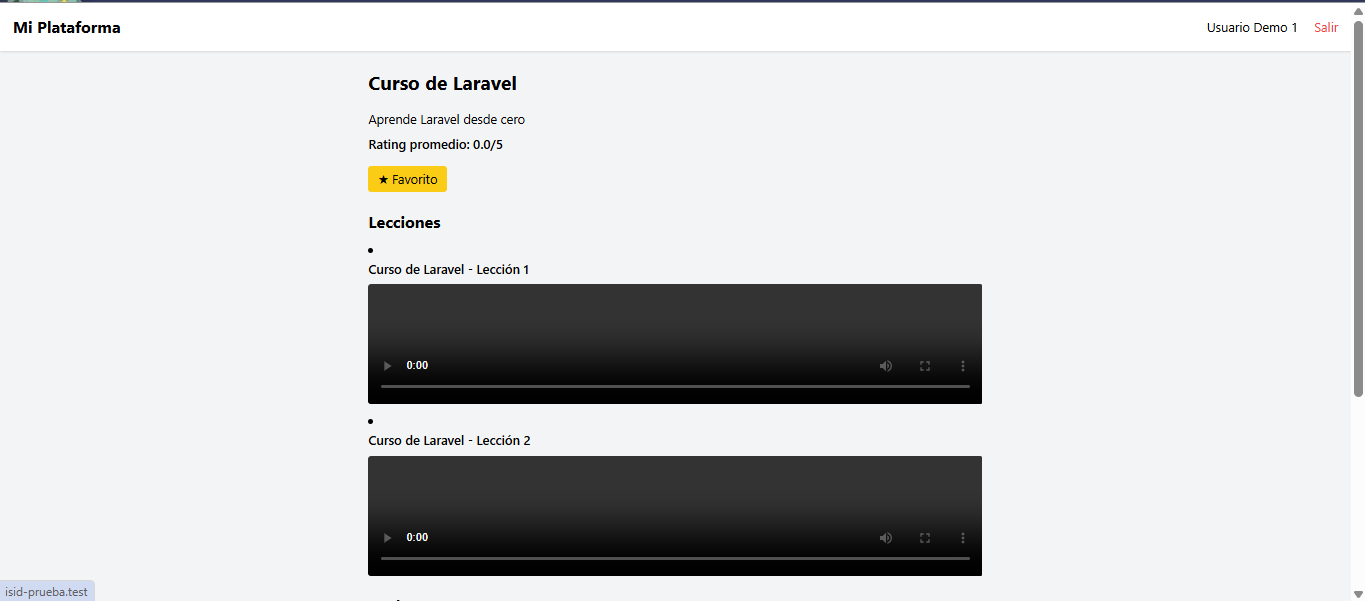 Mi Plataforma
Usuario Demo 1 Salir
Curso de Laravel
Aprende Laravel desde cero
Rating promedio: 0.0/5
★ Favorito
Lecciones
Curso de Laravel - Lección 1
0:00
Curso de Laravel - Lección 2
0:00
isid-prueba.test